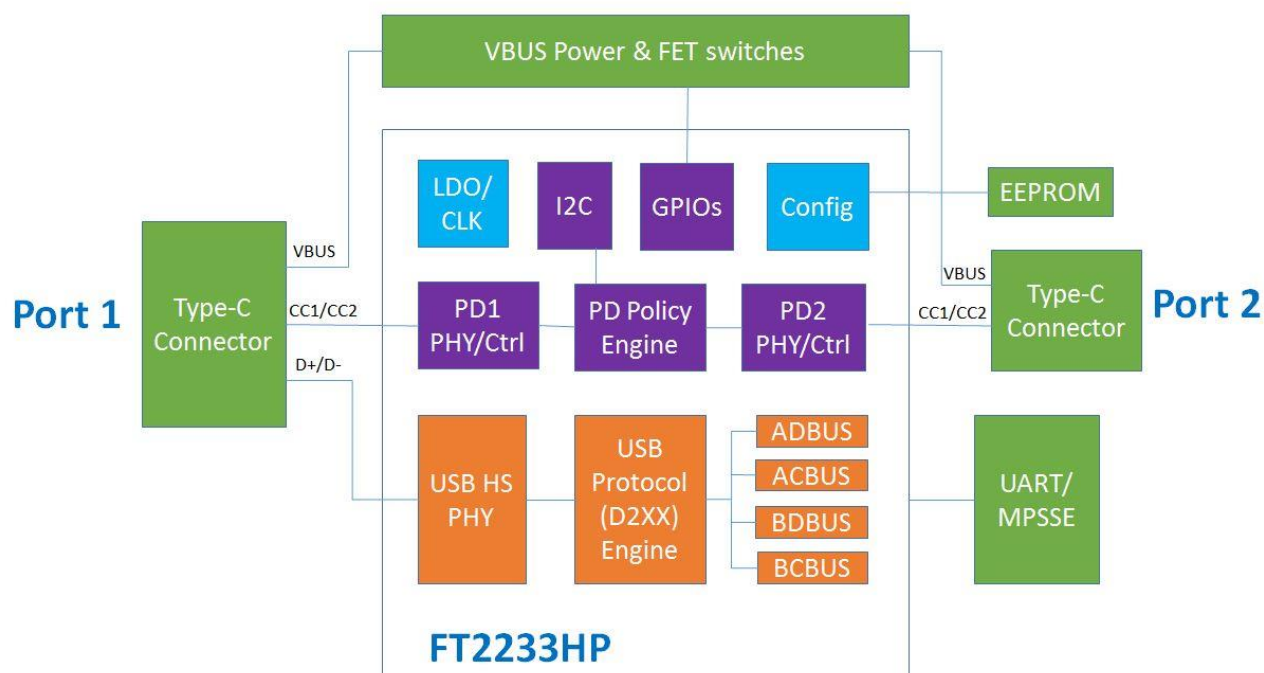 VBUS Power & FET switches
LDO/
CLK
I2C
GPIOs
Config
EEPROM
VBUS
VBUS
Port 1
Type-C
Connector
CC1/CC2
PD1
PHY/Ctrl
PD Policy
Engine
PD2
PHY/Ctrl
CC1/CC2
Type-C
Connector
Port 2
D+/D-
USB HS
PHY
USB
Protocol
(D2XX)
Engine
ADBUS
ACBUS
BDBUS
BCBUS
UART/
MPSSE
FT2233HP